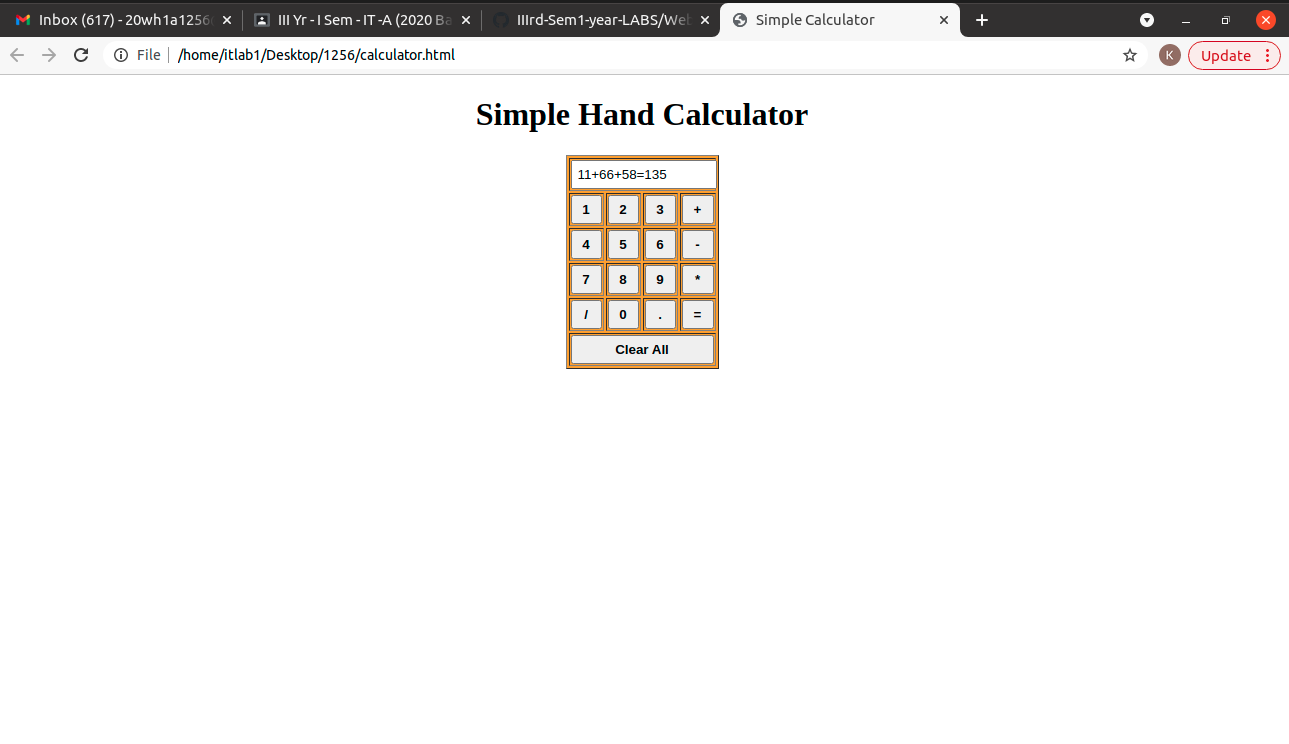 Inbox (617) - 20wh1a1256
III Yr - I Sem - IT -A (2020 Ba
IIIrd-Sem1-year-LABS/Web
Simple Calculator
File
/home/itlab1/Desktop/1256/calculator.html
K
Update
Simple Hand Calculator
11+66+58=135
1 2 3 +
4 5 6 -
7 8 9 *
/ 0 . =
Clear All